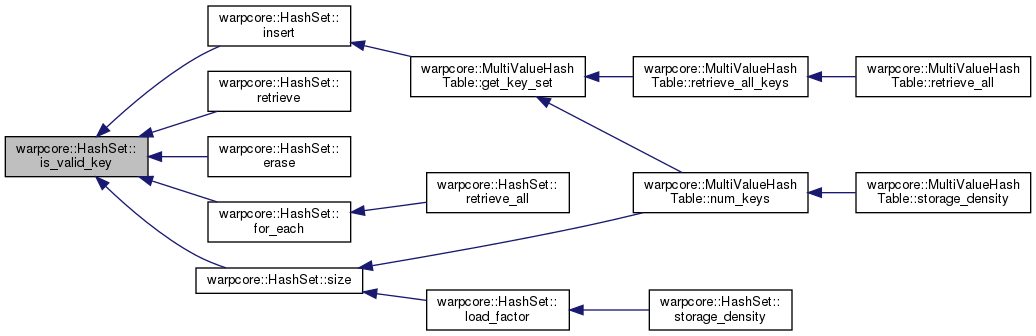 warpcore::HashSet::
is_valid_key
warpcore::HashSet::
insert
warpcore::HashSet::
retrieve
warpcore::HashSet::
erase
warpcore::HashSet::
for_each
warpcore::HashSet::size
warpcore::MultiValueHash
Table::get_key_set
warpcore::HashSet::
retrieve_all
warpcore::HashSet::
load_factor
warpcore::MultiValueHash
Table::retrieve_all_keys
warpcore::MultiValueHash
Table::num_keys
warpcore::HashSet::
storage_density
warpcore::MultiValueHash
Table::retrieve_all
warpcore::MultiValueHash
Table::storage_density